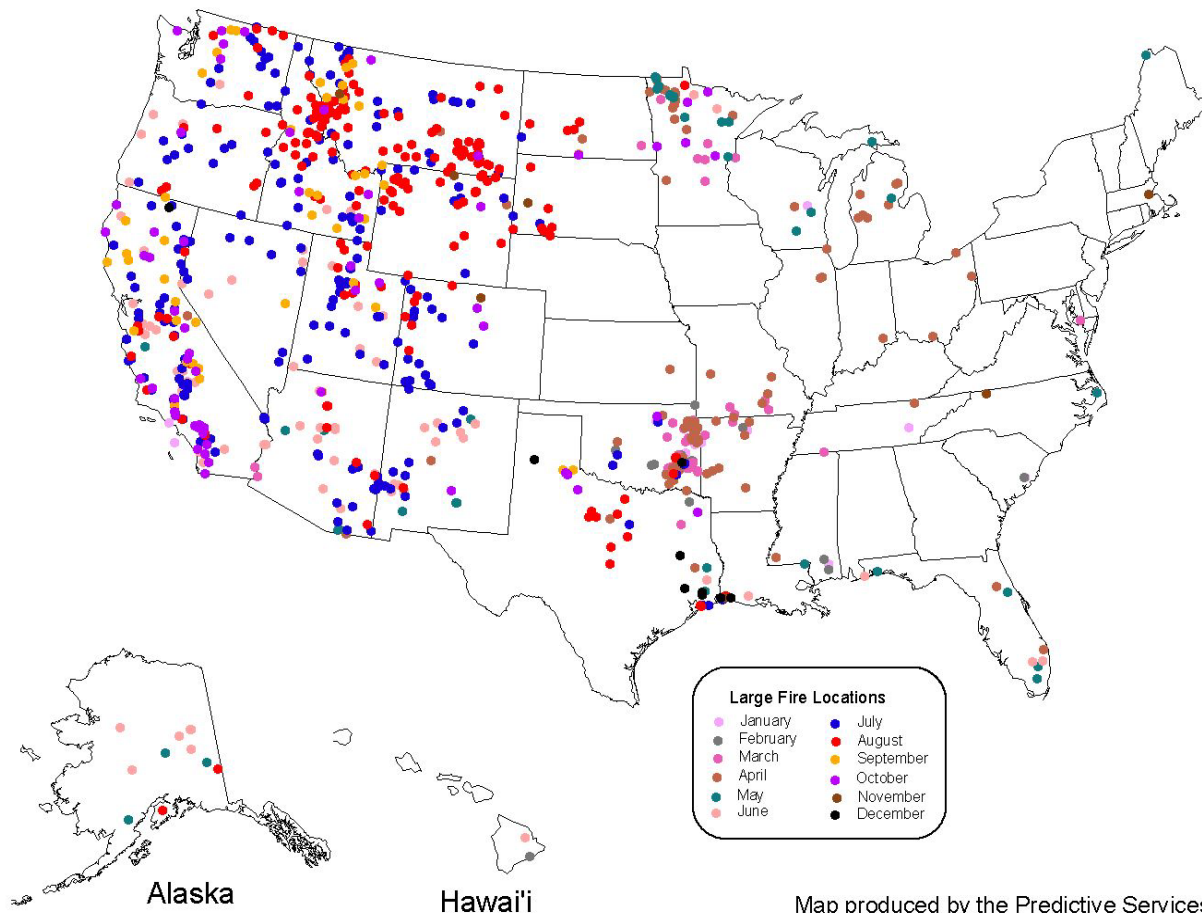 Large Fire Locations
January
February
March
April
May
June
July
August
September
October
November
December
Alaska
Hawai'i
Map produced by the Predictive Services